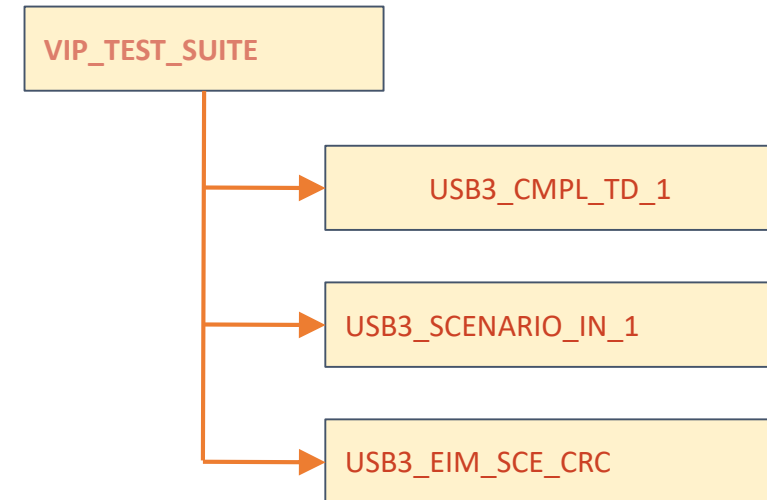 VIP_TEST_SUITE
USB3_CMPL_TD_1
USB3_SCENARIO_IN_1
USB3_EIM_SCE_CRC